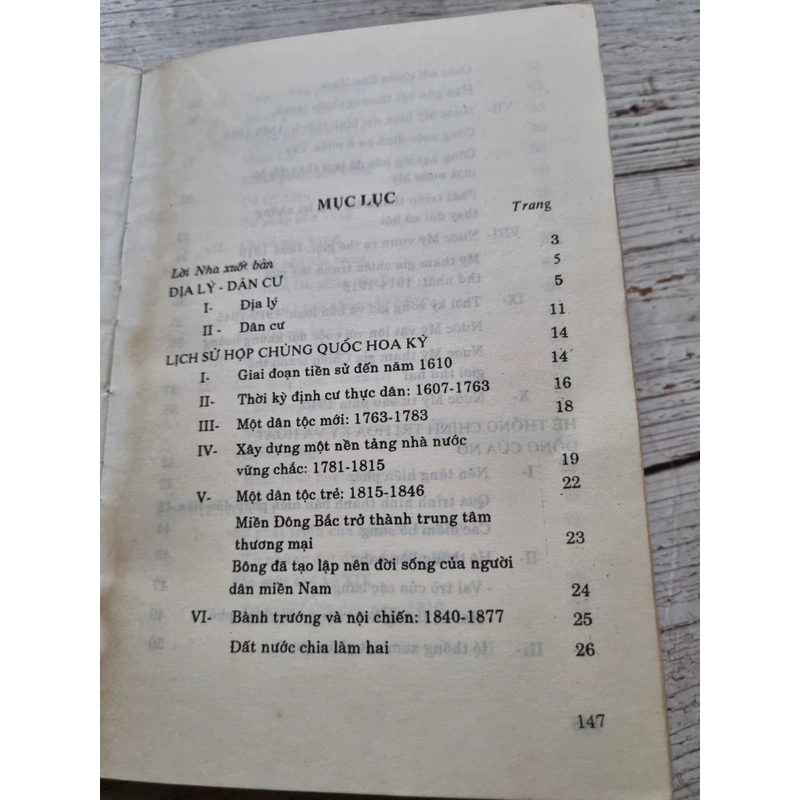 MỤC LỤC
Trang
Lời Nha xuốt bản 3
ĐỊA LÝ - DÂN CƯ 5
I- Địa lý 5
II - Dân cư 11
LỊCH SỬ HỢP CHỦNG QUỐC HOA KỲ 14
I- Giai đoạn tiền sử đến năm 1610 14
II- Thời kỳ định cư thực dân: 1607-1763 16
III- Một dân tộc mới: 1763-1783 18
IV- Xây dựng một nền tảng nhà nước
vững chắc: 1781-1815 19
V- Một dân tộc trẻ: 1815-1846 22
Miền Đông Bắc trở thành trung tâm
thương mại 23
Bông đã tạo lập nên đời sống của người
dân miền Nam 24
VI- Bành trướng và nội chiến: 1840-1877 25
Đất nước chia làm hai 26
147